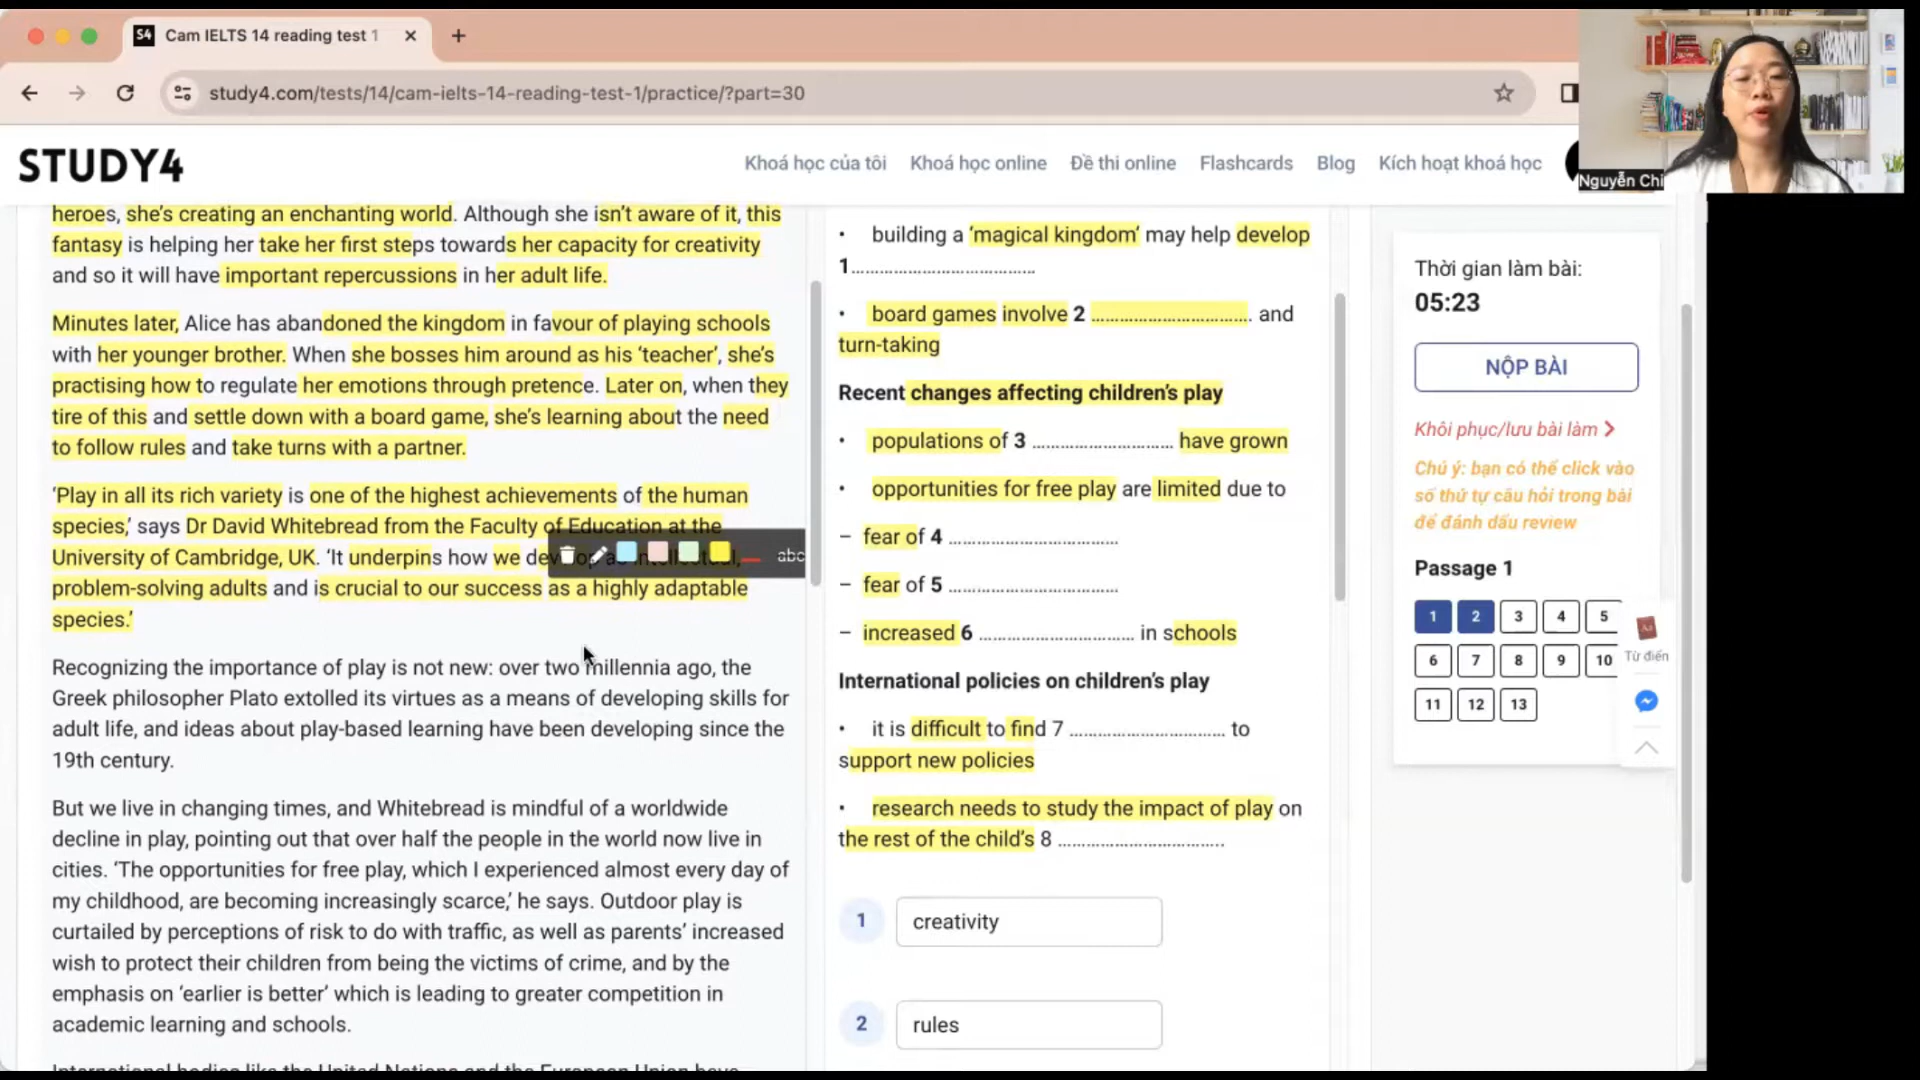 S4 Cam IELTS 14 reading test 1
study4.com/tests/14/cam-ielts-14-reading-test-1/practice/?part=30
Nguyễn Chi
STUDY4
Khoá học của tôi Khoá học online Đề thi online Flashcards Blog Kích hoạt khoá học
heroes, she's creating an enchanting world. Although she isn't aware of it, this
fantasy is helping her take her first steps towards her capacity for creativity
and so it will have important repercussions in her adult life.
Minutes later, Alice has abandoned the kingdom in favour of playing schools
with her younger brother. When she bosses him around as his 'teacher', she's
practising how to regulate her emotions through pretence. Later on, when they
tire of this and settle down with a board game, she's learning about the need
to follow rules and take turns with a partner.
'Play in all its rich variety is one of the highest achievements of the human
species,' says Dr David Whitebread from the Faculty of Education at the
University of Cambridge, UK. 'It underpins how we develop as intellectual,
abc
problem-solving adults and is crucial to our success as a highly adaptable
species.'
Recognizing the importance of play is not new: over two millennia ago, the
Greek philosopher Plato extolled its virtues as a means of developing skills for
adult life, and ideas about play-based learning have been developing since the
19th century.
But we live in changing times, and Whitebread is mindful of a worldwide
decline in play, pointing out that over half the people in the world now live in
cities. 'The opportunities for free play, which I experienced almost every day of
my childhood, are becoming increasingly scarce,' he says. Outdoor play is
curtailed by perceptions of risk to do with traffic, as well as parents' increased
wish to protect their children from being the victims of crime, and by the
emphasis on 'earlier is better' which is leading to greater competition in
academic learning and schools.
International bodies like the United Nations and the European Union have
• building a 'magical kingdom' may help develop
1....................................
• board games involve 2 ................................ and
turn-taking
Recent changes affecting children's play
• populations of 3 ............................ have grown
• opportunities for free play are limited due to
– fear of 4 .................................
– fear of 5 .................................
– increased 6 .............................. in schools
International policies on children's play
• it is difficult to find 7 .............................. to
support new policies
• research needs to study the impact of play on
the rest of the child's 8 ................................
1 creativity
2 rules
Thời gian làm bài:
05:23
NỘP BÀI
Khôi phục/lưu bài làm
Chú ý: bạn có thể click vào
số thứ tự câu hỏi trong bài
để đánh dấu review
Passage 1
1 2 3 4 5
6 7 8 9 10
11 12 13
Từ điển